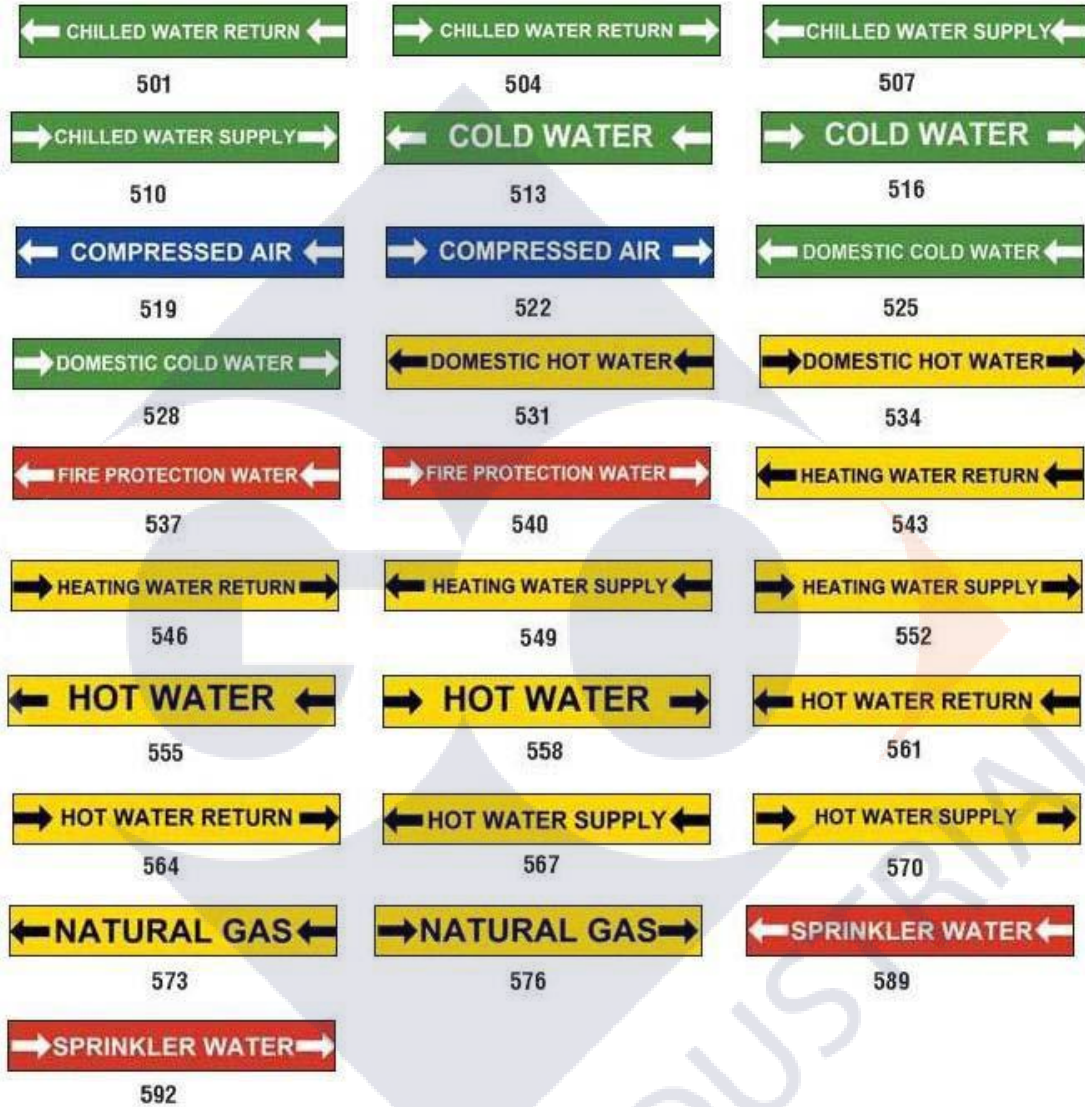 CHILLED WATER RETURN CHILLED WATER RETURN CHILLED WATER SUPPLY
501 504 507
CHILLED WATER SUPPLY COLD WATER COLD WATER
510 513 516
COMPRESSED AIR COMPRESSED AIR DOMESTIC COLD WATER
519 522 525
DOMESTIC COLD WATER DOMESTIC HOT WATER DOMESTIC HOT WATER
528 531 534
FIRE PROTECTION WATER FIRE PROTECTION WATER HEATING WATER RETURN
537 540 543
HEATING WATER RETURN HEATING WATER SUPPLY HEATING WATER SUPPLY
546 549 552
HOT WATER HOT WATER HOT WATER RETURN
555 558 561
HOT WATER RETURN HOT WATER SUPPLY HOT WATER SUPPLY
564 567 570
NATURAL GAS NATURAL GAS SPRINKLER WATER
573 576 589
SPRINKLER WATER
592